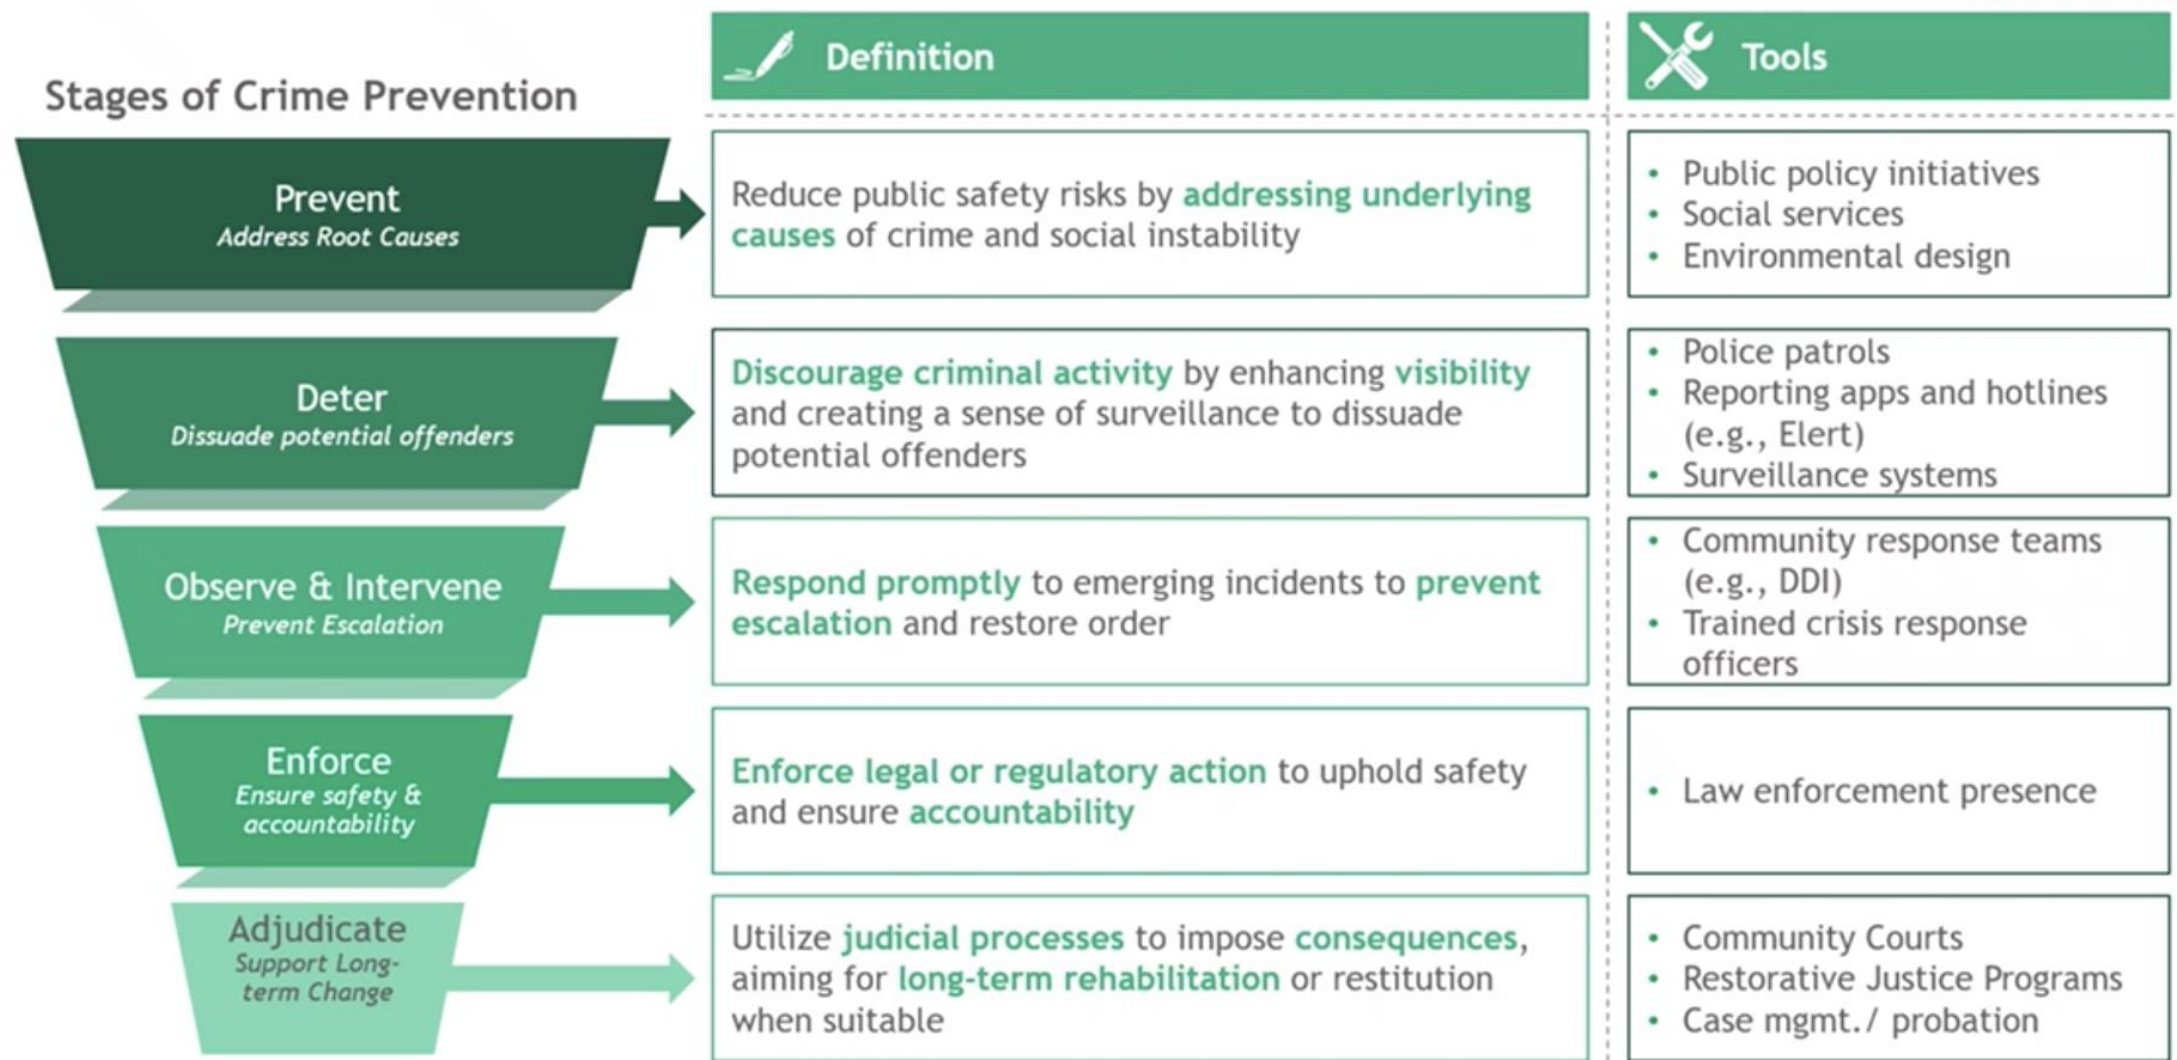 Stages of Crime Prevention
Definition
Tools
Prevent
Address Root Causes
Reduce public safety risks by addressing underlying
causes of crime and social instability
• Public policy initiatives
• Social services
• Environmental design
Deter
Dissuade potential offenders
Discourage criminal activity by enhancing visibility
and creating a sense of surveillance to dissuade
potential offenders
• Police patrols
• Reporting apps and hotlines
(e.g., Elert)
• Surveillance systems
Observe & Intervene
Prevent Escalation
Respond promptly to emerging incidents to prevent
escalation and restore order
• Community response teams
(e.g., DDI)
• Trained crisis response
officers
Enforce
Ensure safety &
accountability
Enforce legal or regulatory action to uphold safety
and ensure accountability
• Law enforcement presence
Adjudicate
Support Long-
term Change
Utilize judicial processes to impose consequences,
aiming for long-term rehabilitation or restitution
when suitable
• Community Courts
• Restorative Justice Programs
• Case mgmt./ probation